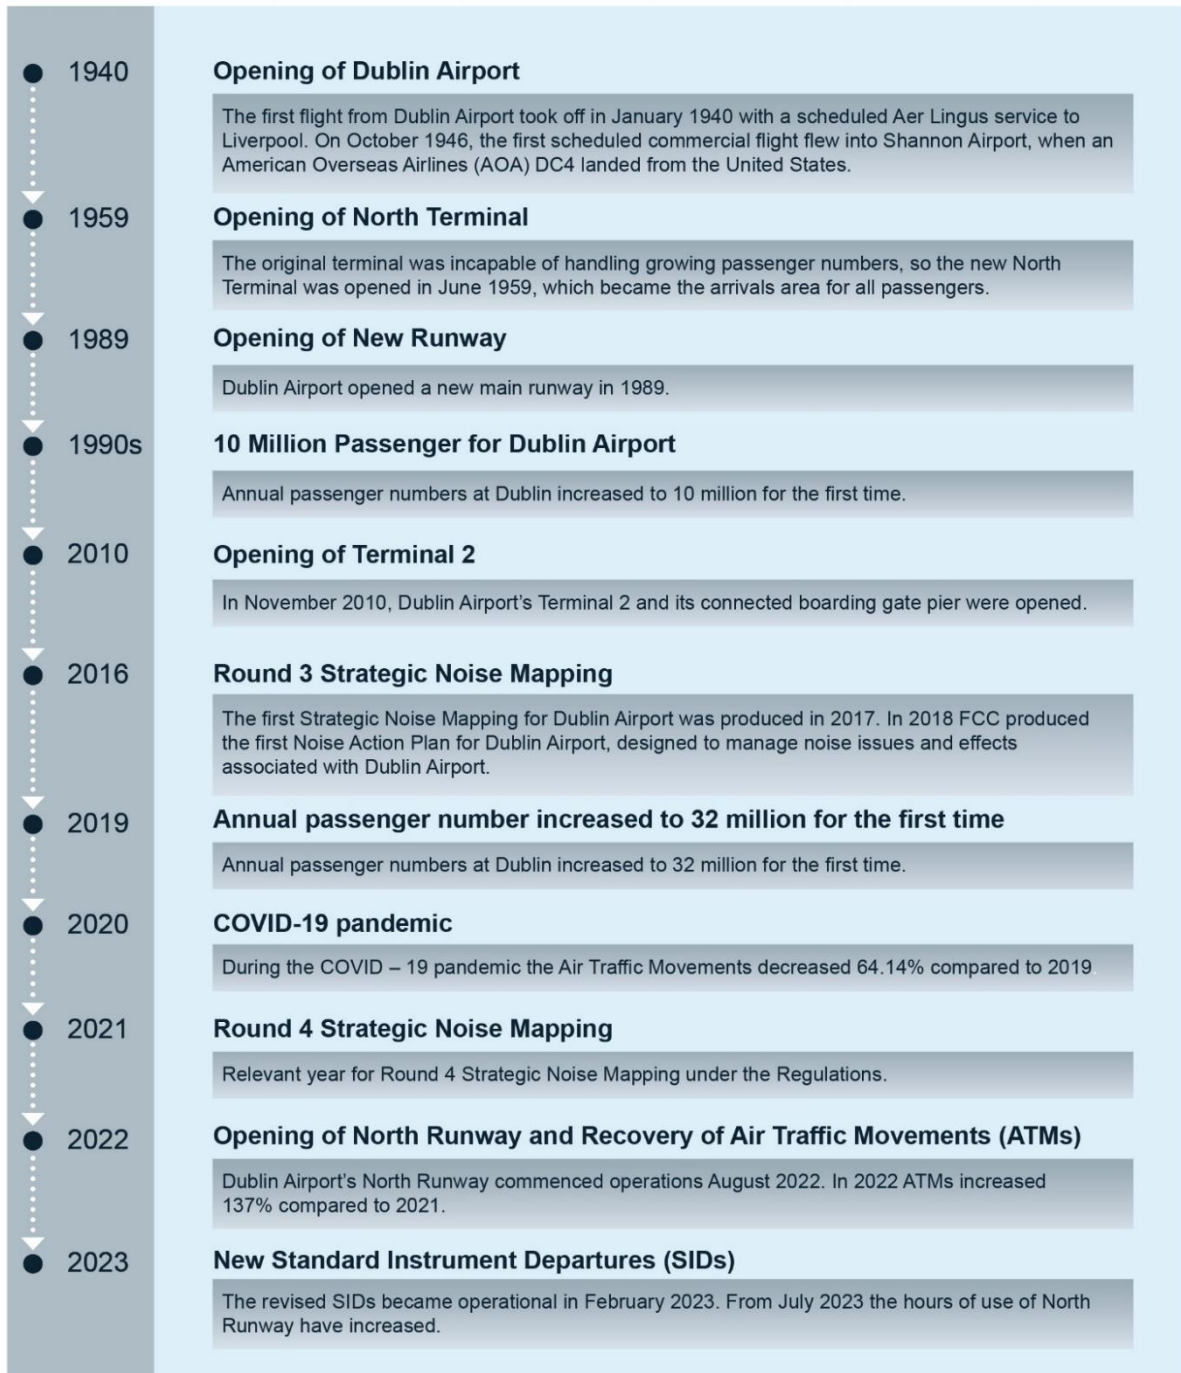 1940
Opening of Dublin Airport
The first flight from Dublin Airport took off in January 1940 with a scheduled Aer Lingus service to
Liverpool. On October 1946, the first scheduled commercial flight flew into Shannon Airport, when an
American Overseas Airlines (AOA) DC4 landed from the United States.
1959
Opening of North Terminal
The original terminal was incapable of handling growing passenger numbers, so the new North
Terminal was opened in June 1959, which became the arrivals area for all passengers.
1989
Opening of New Runway
Dublin Airport opened a new main runway in 1989.
1990s
10 Million Passenger for Dublin Airport
Annual passenger numbers at Dublin increased to 10 million for the first time.
2010
Opening of Terminal 2
In November 2010, Dublin Airport's Terminal 2 and its connected boarding gate pier were opened.
2016
Round 3 Strategic Noise Mapping
The first Strategic Noise Mapping for Dublin Airport was produced in 2017. In 2018 FCC produced
the first Noise Action Plan for Dublin Airport, designed to manage noise issues and effects
associated with Dublin Airport.
2019
Annual passenger number increased to 32 million for the first time
Annual passenger numbers at Dublin increased to 32 million for the first time.
2020
COVID-19 pandemic
During the COVID – 19 pandemic the Air Traffic Movements decreased 64.14% compared to 2019.
2021
Round 4 Strategic Noise Mapping
Relevant year for Round 4 Strategic Noise Mapping under the Regulations.
2022
Opening of North Runway and Recovery of Air Traffic Movements (ATMs)
Dublin Airport's North Runway commenced operations August 2022. In 2022 ATMs increased
137% compared to 2021.
2023
New Standard Instrument Departures (SIDs)
The revised SIDs became operational in February 2023. From July 2023 the hours of use of North
Runway have increased.